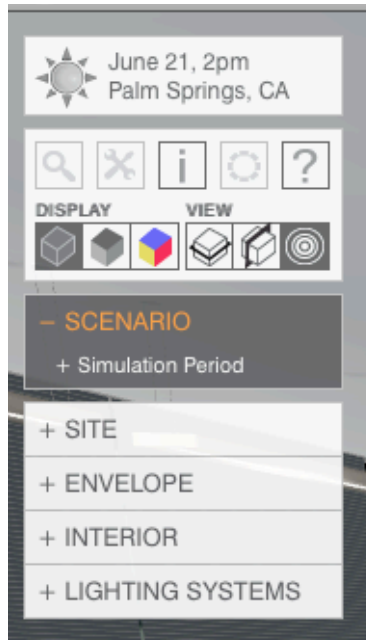 June 21, 2pm
Palm Springs, CA
i ?
DISPLAY VIEW
− SCENARIO
+ Simulation Period
+ SITE
+ ENVELOPE
+ INTERIOR
+ LIGHTING SYSTEMS